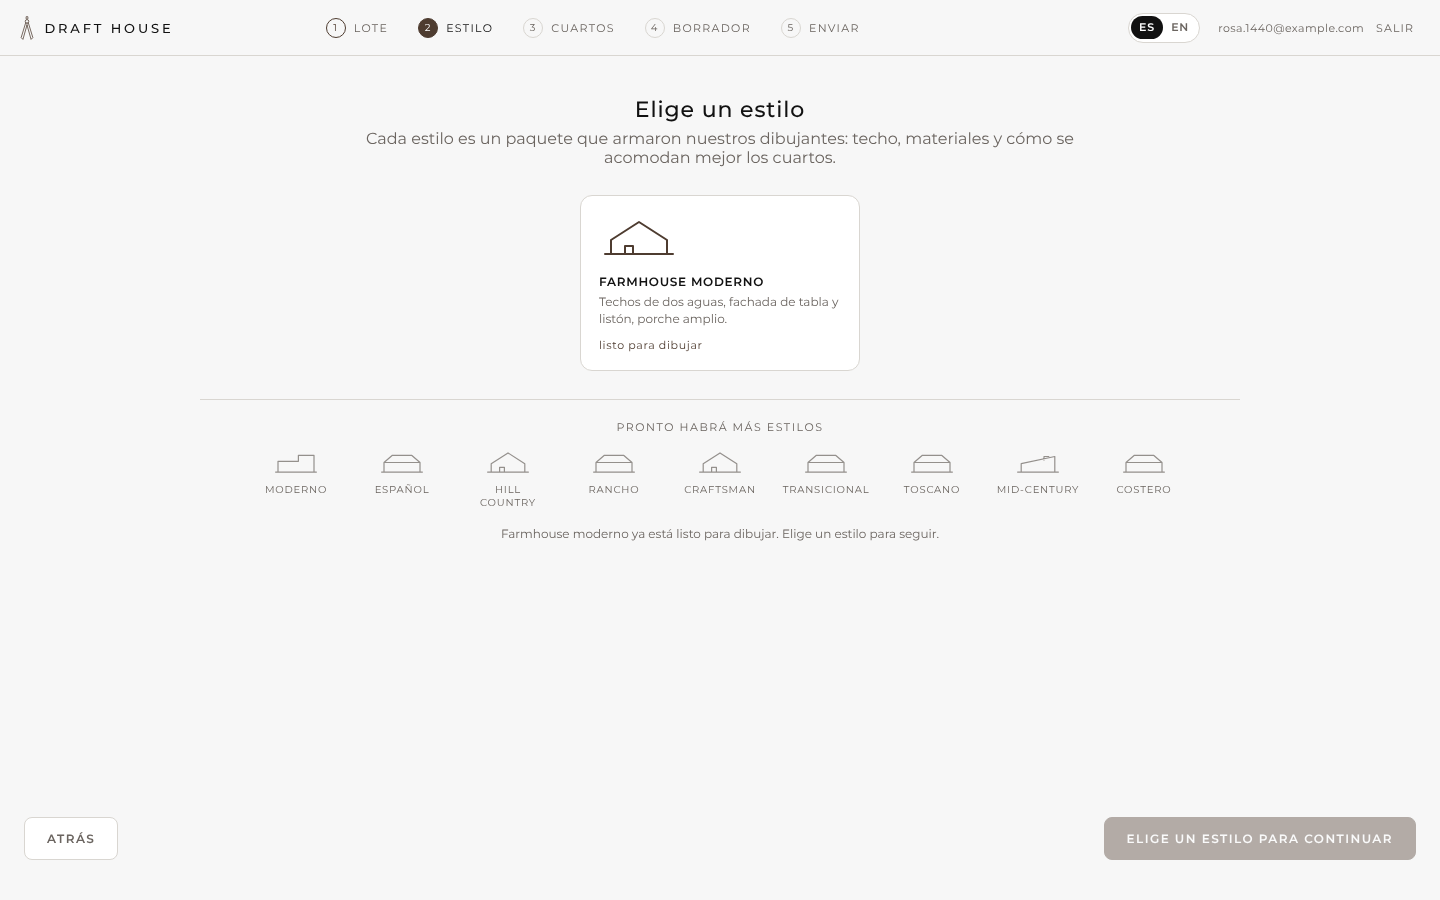 DRAFT HOUSE
1 LOTE
2 ESTILO
3 CUARTOS
4 BORRADOR
5 ENVIAR
ES EN
rosa.1440@example.com
SALIR
Elige un estilo
Cada estilo es un paquete que armaron nuestros dibujantes: techo, materiales y cómo se
acomodan mejor los cuartos.
FARMHOUSE MODERNO
Techos de dos aguas, fachada de tabla y
listón, porche amplio.
listo para dibujar
PRONTO HABRÁ MÁS ESTILOS
MODERNO
ESPAÑOL
HILL
COUNTRY
RANCHO
CRAFTSMAN
TRANSICIONAL
TOSCANO
MID-CENTURY
COSTERO
Farmhouse moderno ya está listo para dibujar. Elige un estilo para seguir.
ATRÁS
ELIGE UN ESTILO PARA CONTINUAR